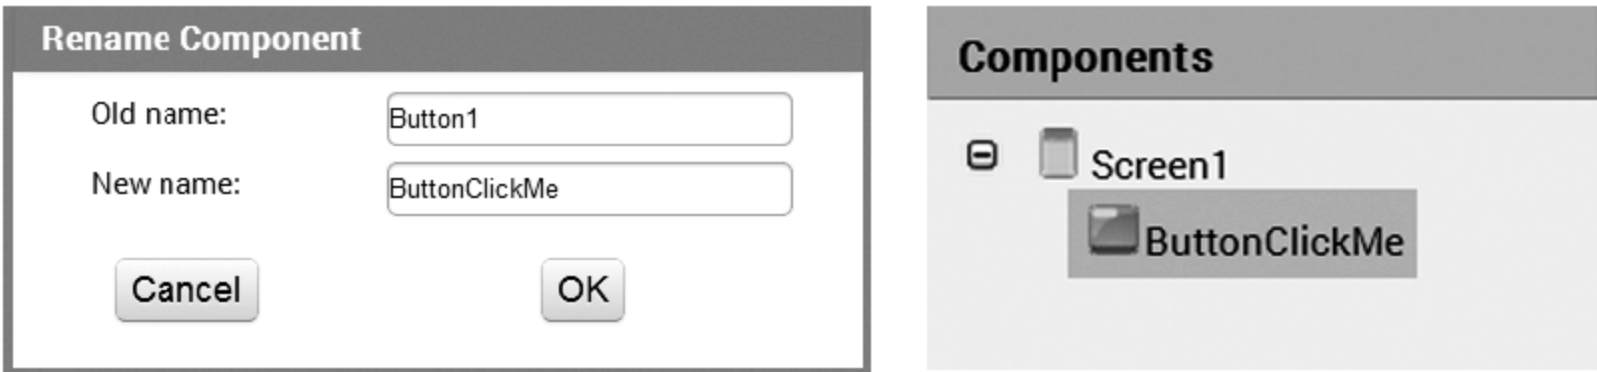 Rename Component
Old name: Button1
New name: ButtonClickMe
Cancel OK
Components
Screen1
ButtonClickMe